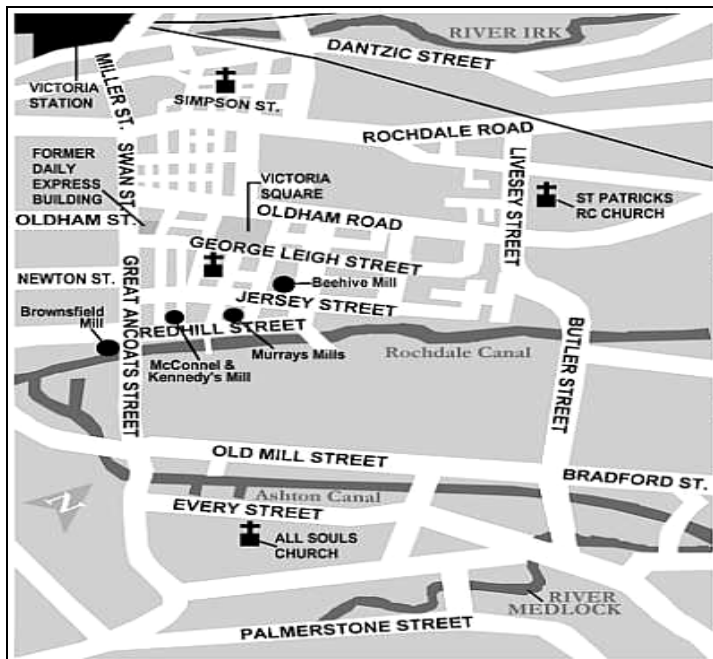 RIVER IRK
DANTZIC STREET
VICTORIA
STATION
MILLER ST.
SIMPSON ST.
ROCHDALE ROAD
FORMER
DAILY
EXPRESS
BUILDING
SWAN ST.
VICTORIA
SQUARE
LIVESEY STREET
ST PATRICKS
RC CHURCH
OLDHAM ST.
OLDHAM ROAD
GEORGE LEIGH STREET
NEWTON ST.
GREAT ANCOATS STREET
Beehive Mill
JERSEY STREET
Brownsfield
Mill
REDHILL STREET
McConnel &
Kennedy's Mill
Murrays Mills
Rochdale Canal
BUTLER STREET
OLD MILL STREET
BRADFORD ST.
Ashton Canal
N
EVERY STREET
ALL SOULS
CHURCH
RIVER
MEDLOCK
PALMERSTONE STREET